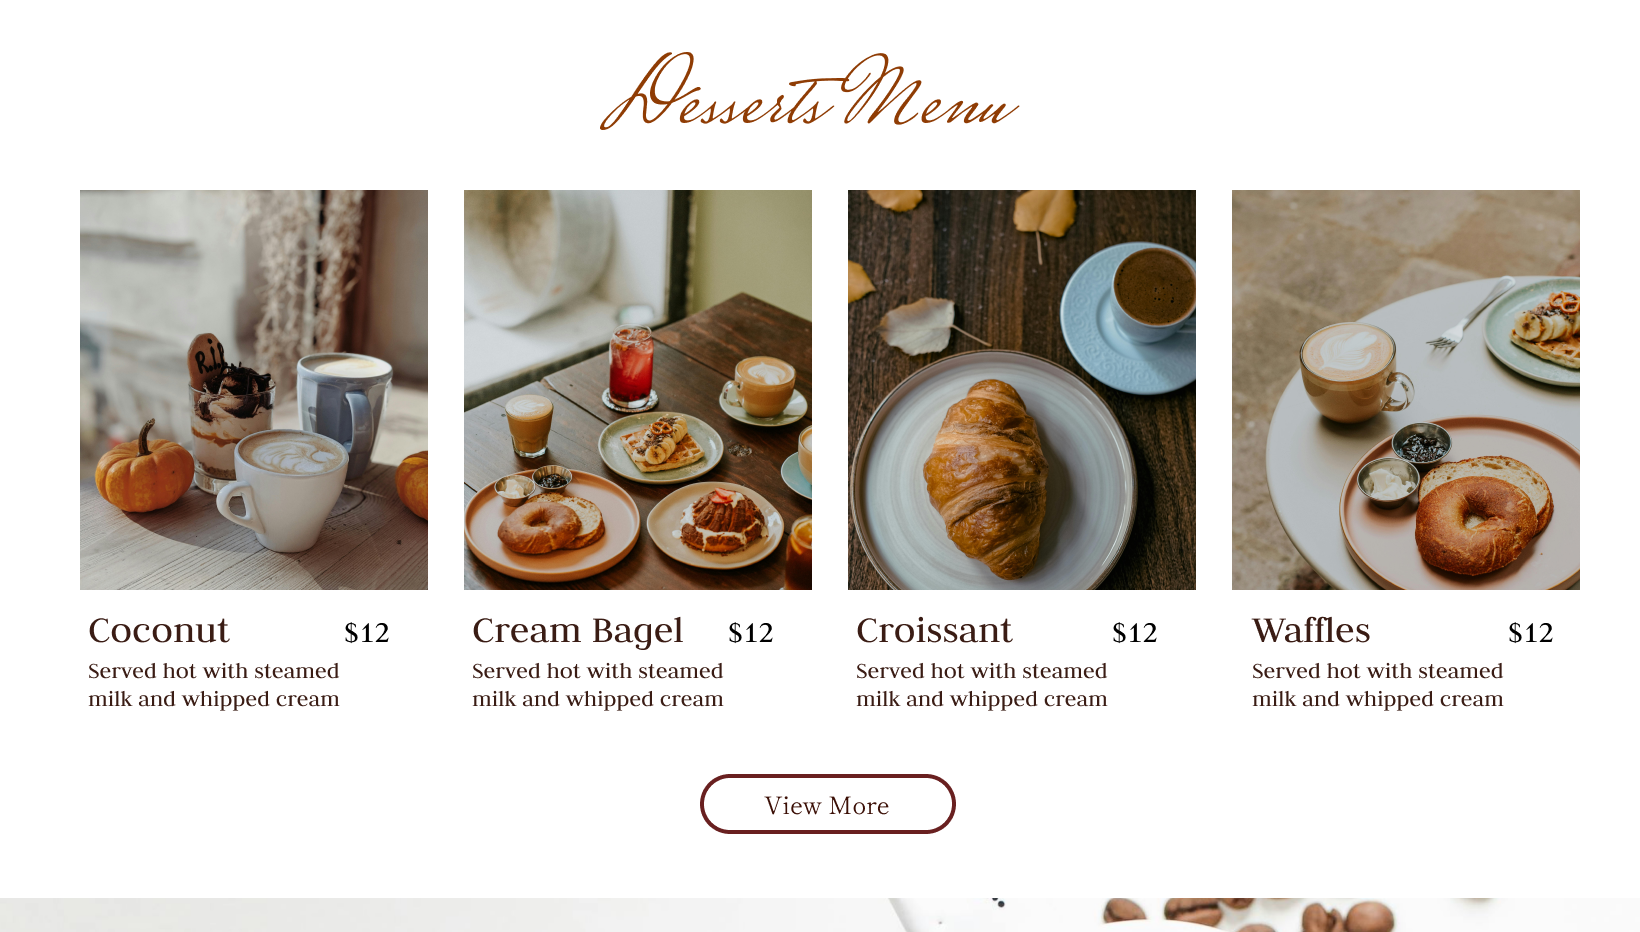 Desserts Menu
R.I.P
Coconut $12
Served hot with steamed
milk and whipped cream
Cream Bagel $12
Served hot with steamed
milk and whipped cream
Croissant $12
Served hot with steamed
milk and whipped cream
Waffles $12
Served hot with steamed
milk and whipped cream
View More